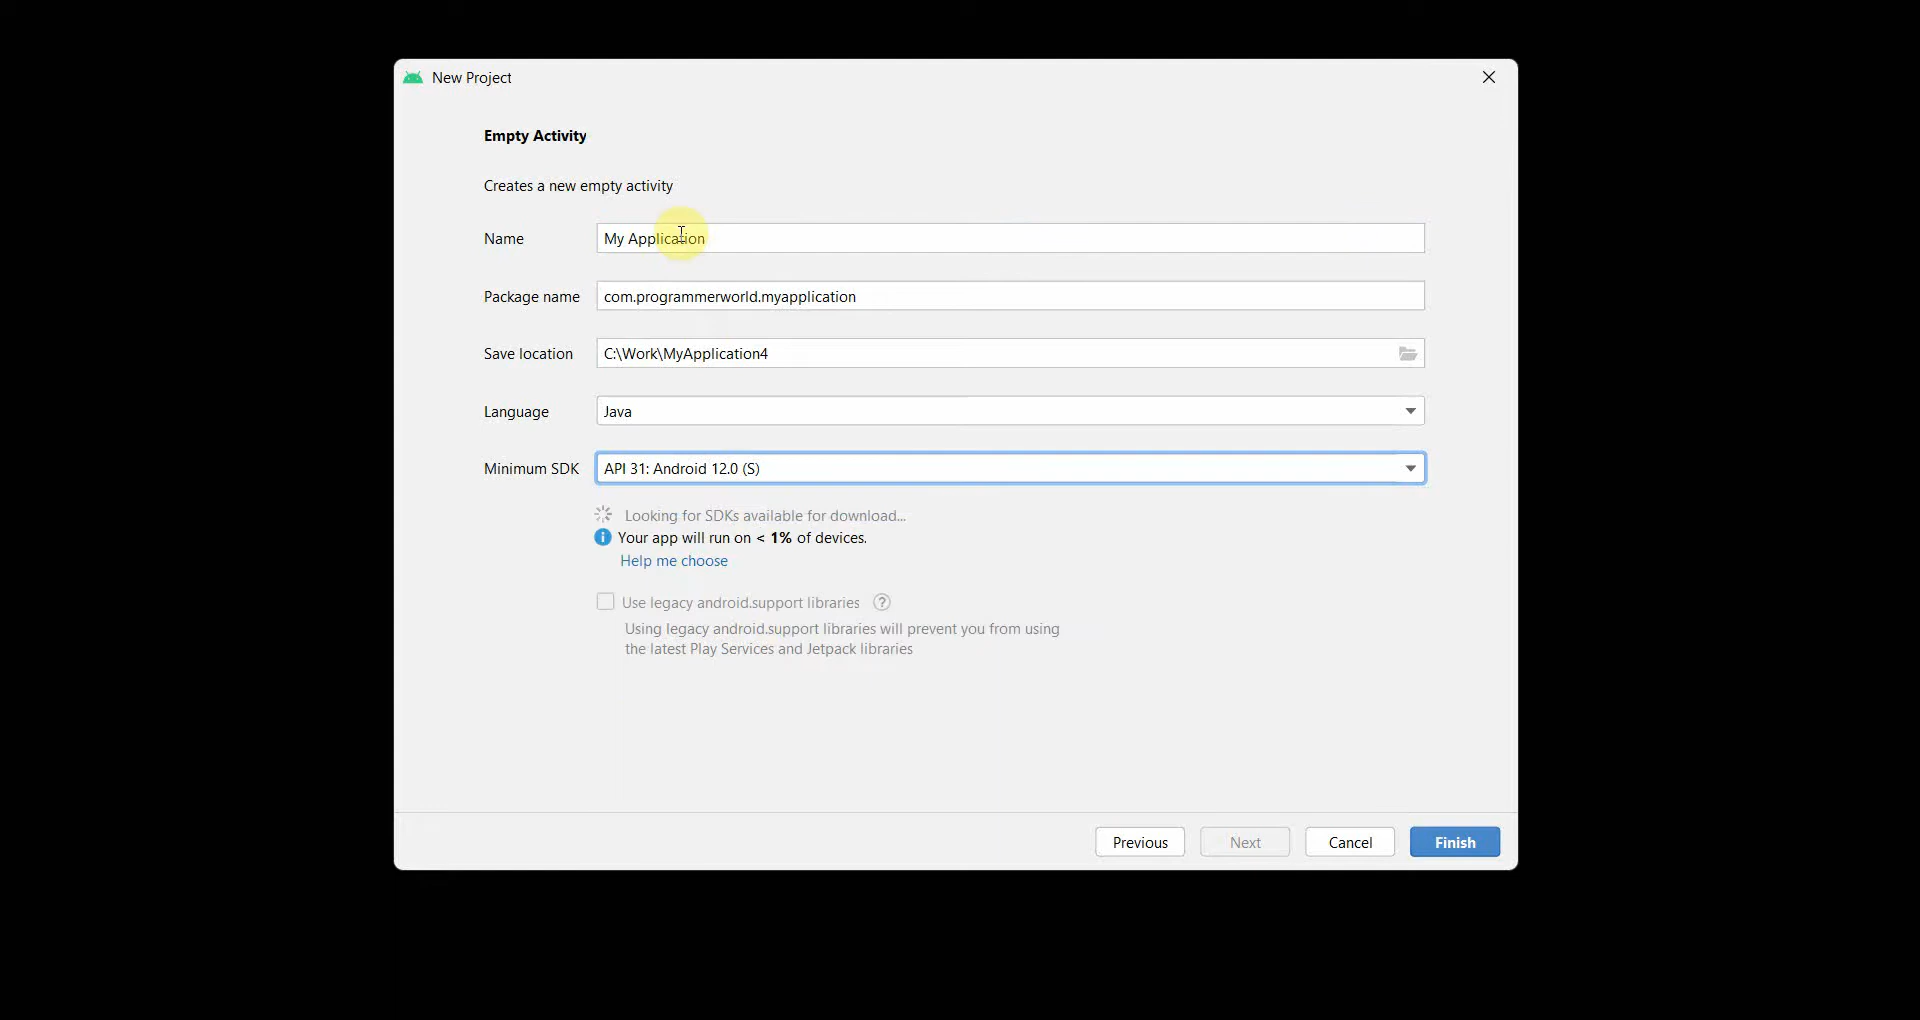 New Project
Empty Activity
Creates a new empty activity
Name My Application
Package name com.programmerworld.myapplication
Save location C:\Work\MyApplication4
Language Java
Minimum SDK API 31: Android 12.0 (S)
Looking for SDKs available for download...
i Your app will run on < 1% of devices.
Help me choose
Use legacy android.support libraries ?
Using legacy android.support libraries will prevent you from using
the latest Play Services and Jetpack libraries
Previous Next Cancel Finish